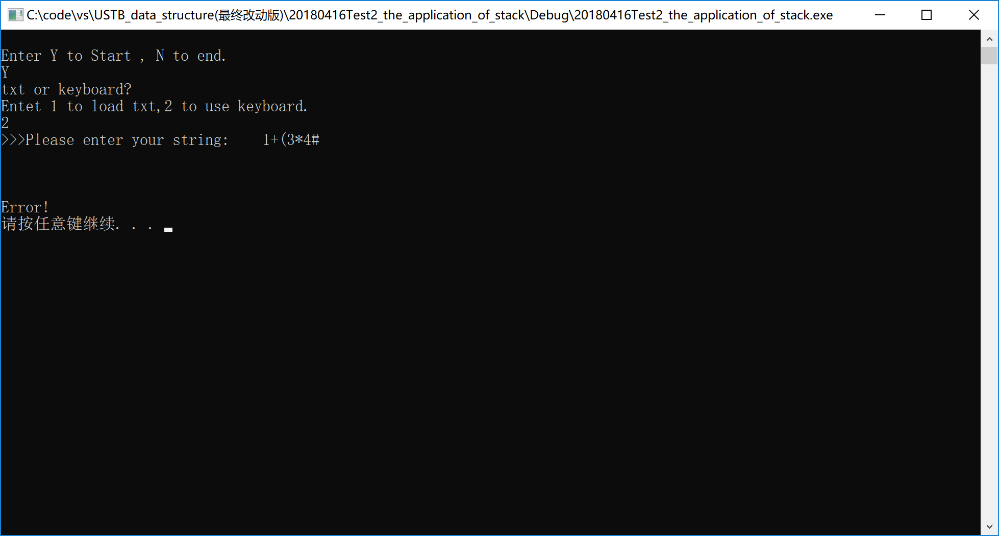 C:\code\vs\USTB_data_structure(最终改动版)\20180416Test2_the_application_of_stack\Debug\20180416Test2_the_application_of_stack.exe
Enter Y to Start , N to end.
Y
txt or keyboard?
Entet 1 to load txt,2 to use keyboard.
2
>>>Please enter your string:    1+(3*4#
Error!
请按任意键继续. . .